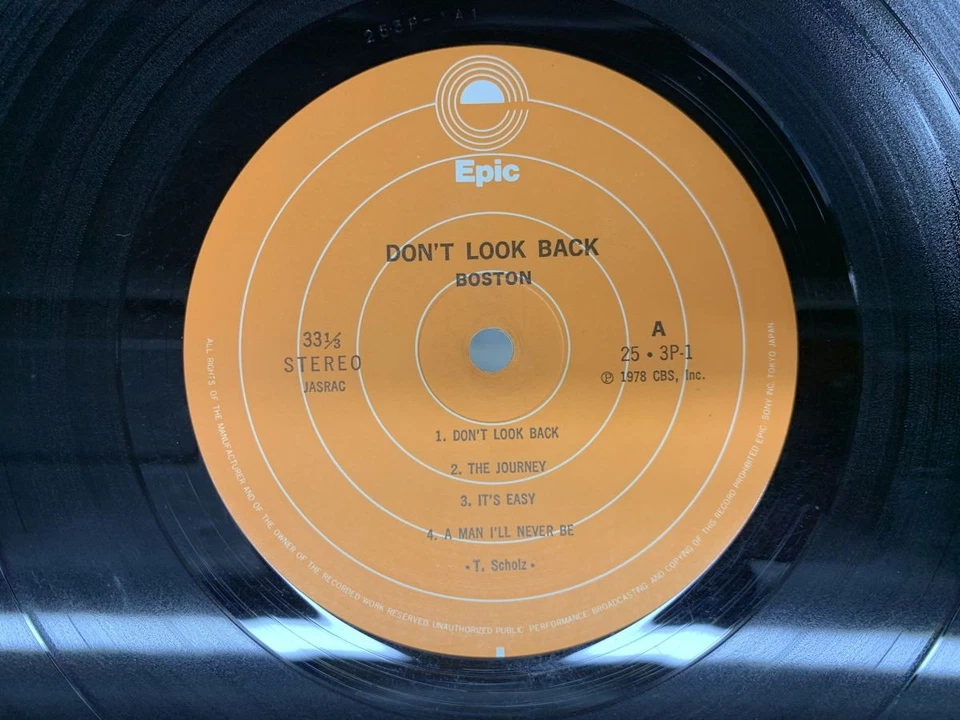 Epic
DON'T LOOK BACK
BOSTON
33⅓
STEREO
JASRAC
A
25 • 3P-1
Ⓟ 1978 CBS, Inc.
1. DON'T LOOK BACK
2. THE JOURNEY
3. IT'S EASY
4. A MAN I'LL NEVER BE
• T. Scholz •
ALL RIGHTS OF THE MANUFACTURER AND OF THE OWNER OF THE RECORDED WORK RESERVED. UNAUTHORIZED PUBLIC PERFORMANCE. BROADCASTING AND COPYING OF THIS RECORD PROHIBITED EPIC/SONY INC. TOKYO JAPAN